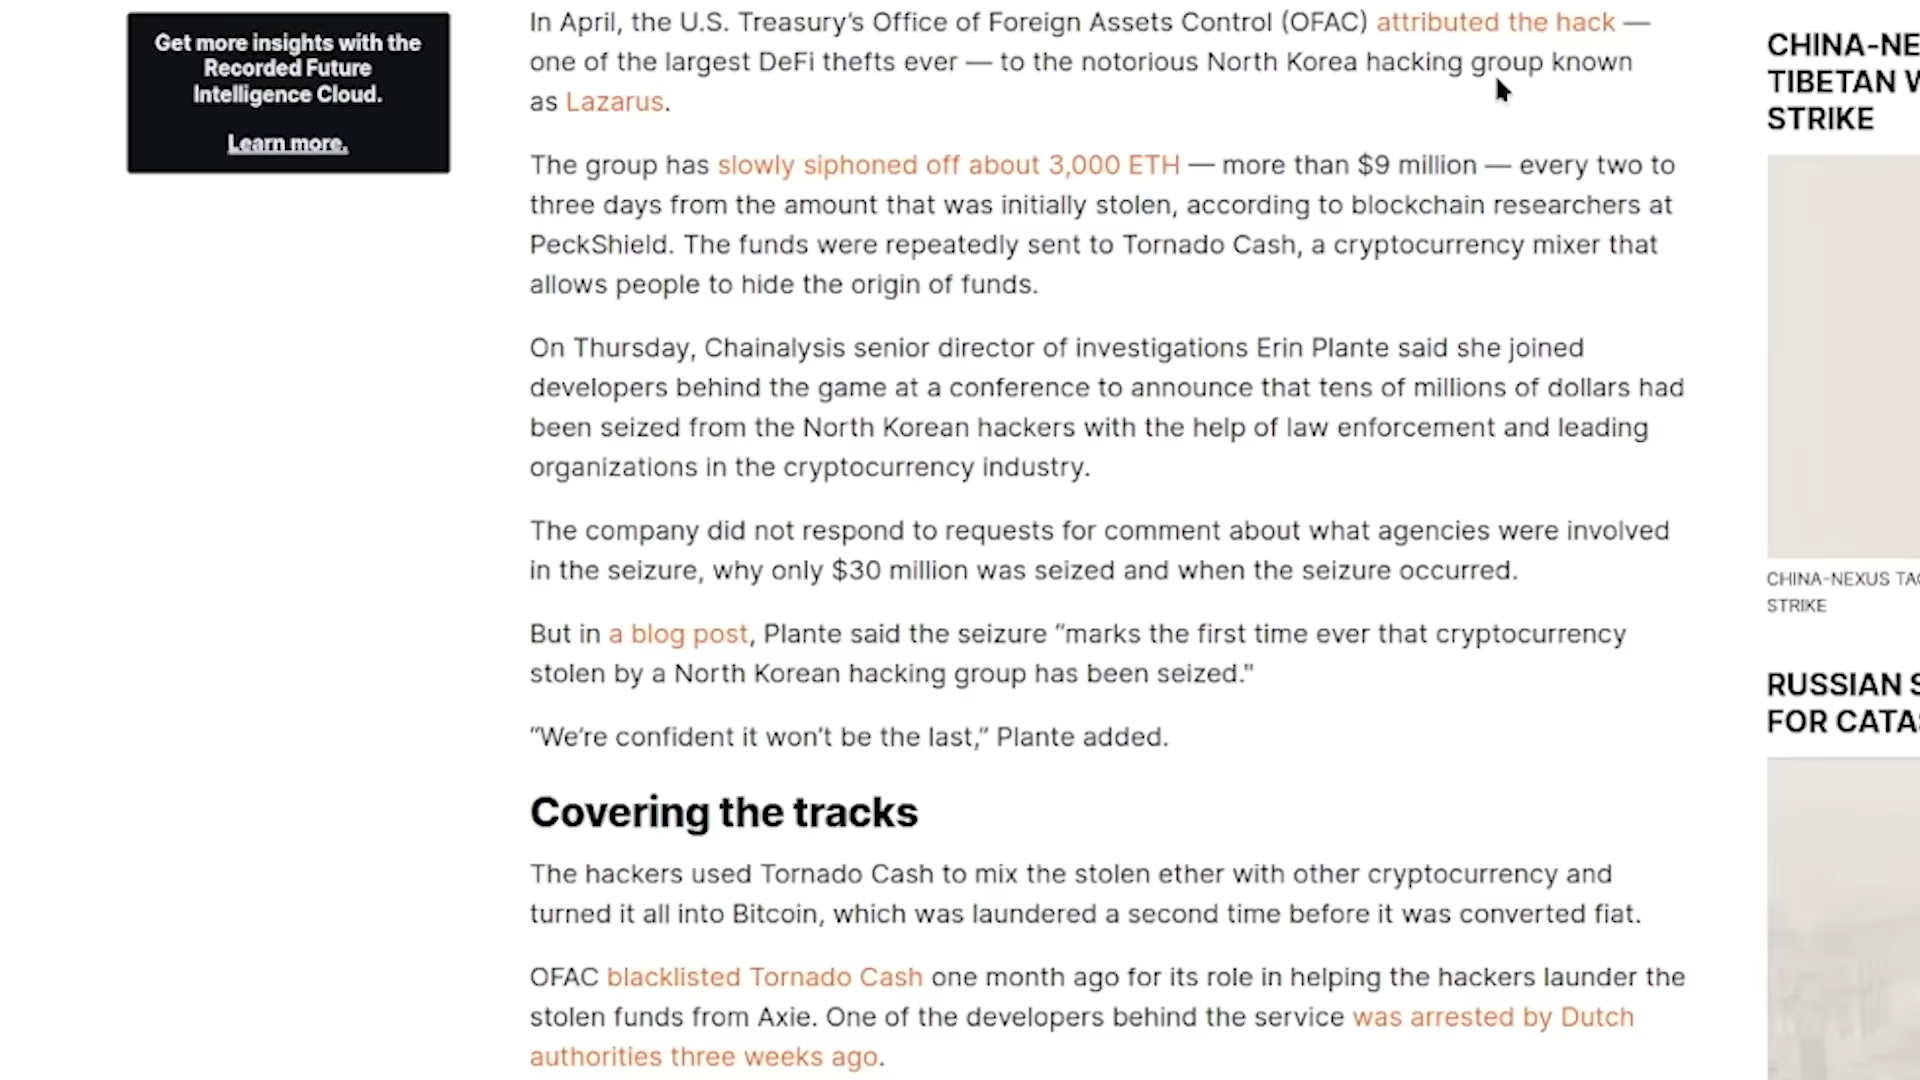 Get more insights with the
Recorded Future
Intelligence Cloud.
Learn more.
In April, the U.S. Treasury’s Office of Foreign Assets Control (OFAC) attributed the hack —
one of the largest DeFi thefts ever — to the notorious North Korea hacking group known
as Lazarus.
The group has slowly siphoned off about 3,000 ETH — more than $9 million — every two to
three days from the amount that was initially stolen, according to blockchain researchers at
PeckShield. The funds were repeatedly sent to Tornado Cash, a cryptocurrency mixer that
allows people to hide the origin of funds.
On Thursday, Chainalysis senior director of investigations Erin Plante said she joined
developers behind the game at a conference to announce that tens of millions of dollars had
been seized from the North Korean hackers with the help of law enforcement and leading
organizations in the cryptocurrency industry.
The company did not respond to requests for comment about what agencies were involved
in the seizure, why only $30 million was seized and when the seizure occurred.
But in a blog post, Plante said the seizure “marks the first time ever that cryptocurrency
stolen by a North Korean hacking group has been seized."
“We’re confident it won’t be the last,” Plante added.
Covering the tracks
The hackers used Tornado Cash to mix the stolen ether with other cryptocurrency and
turned it all into Bitcoin, which was laundered a second time before it was converted fiat.
OFAC blacklisted Tornado Cash one month ago for its role in helping the hackers launder the
stolen funds from Axie. One of the developers behind the service was arrested by Dutch
authorities three weeks ago.
CHINA-NE
TIBETAN W
STRIKE
CHINA-NEXUS TAG
STRIKE
RUSSIAN S
FOR CATAS